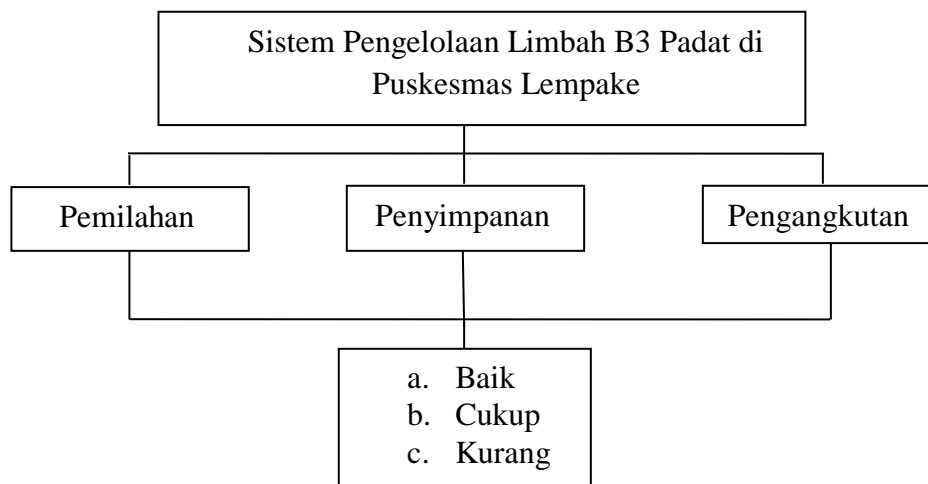 Sistem Pengelolaan Limbah B3 Padat di
Puskesmas Lempake
Pemilahan
Penyimpanan
Pengangkutan
a. Baik
b. Cukup
c. Kurang